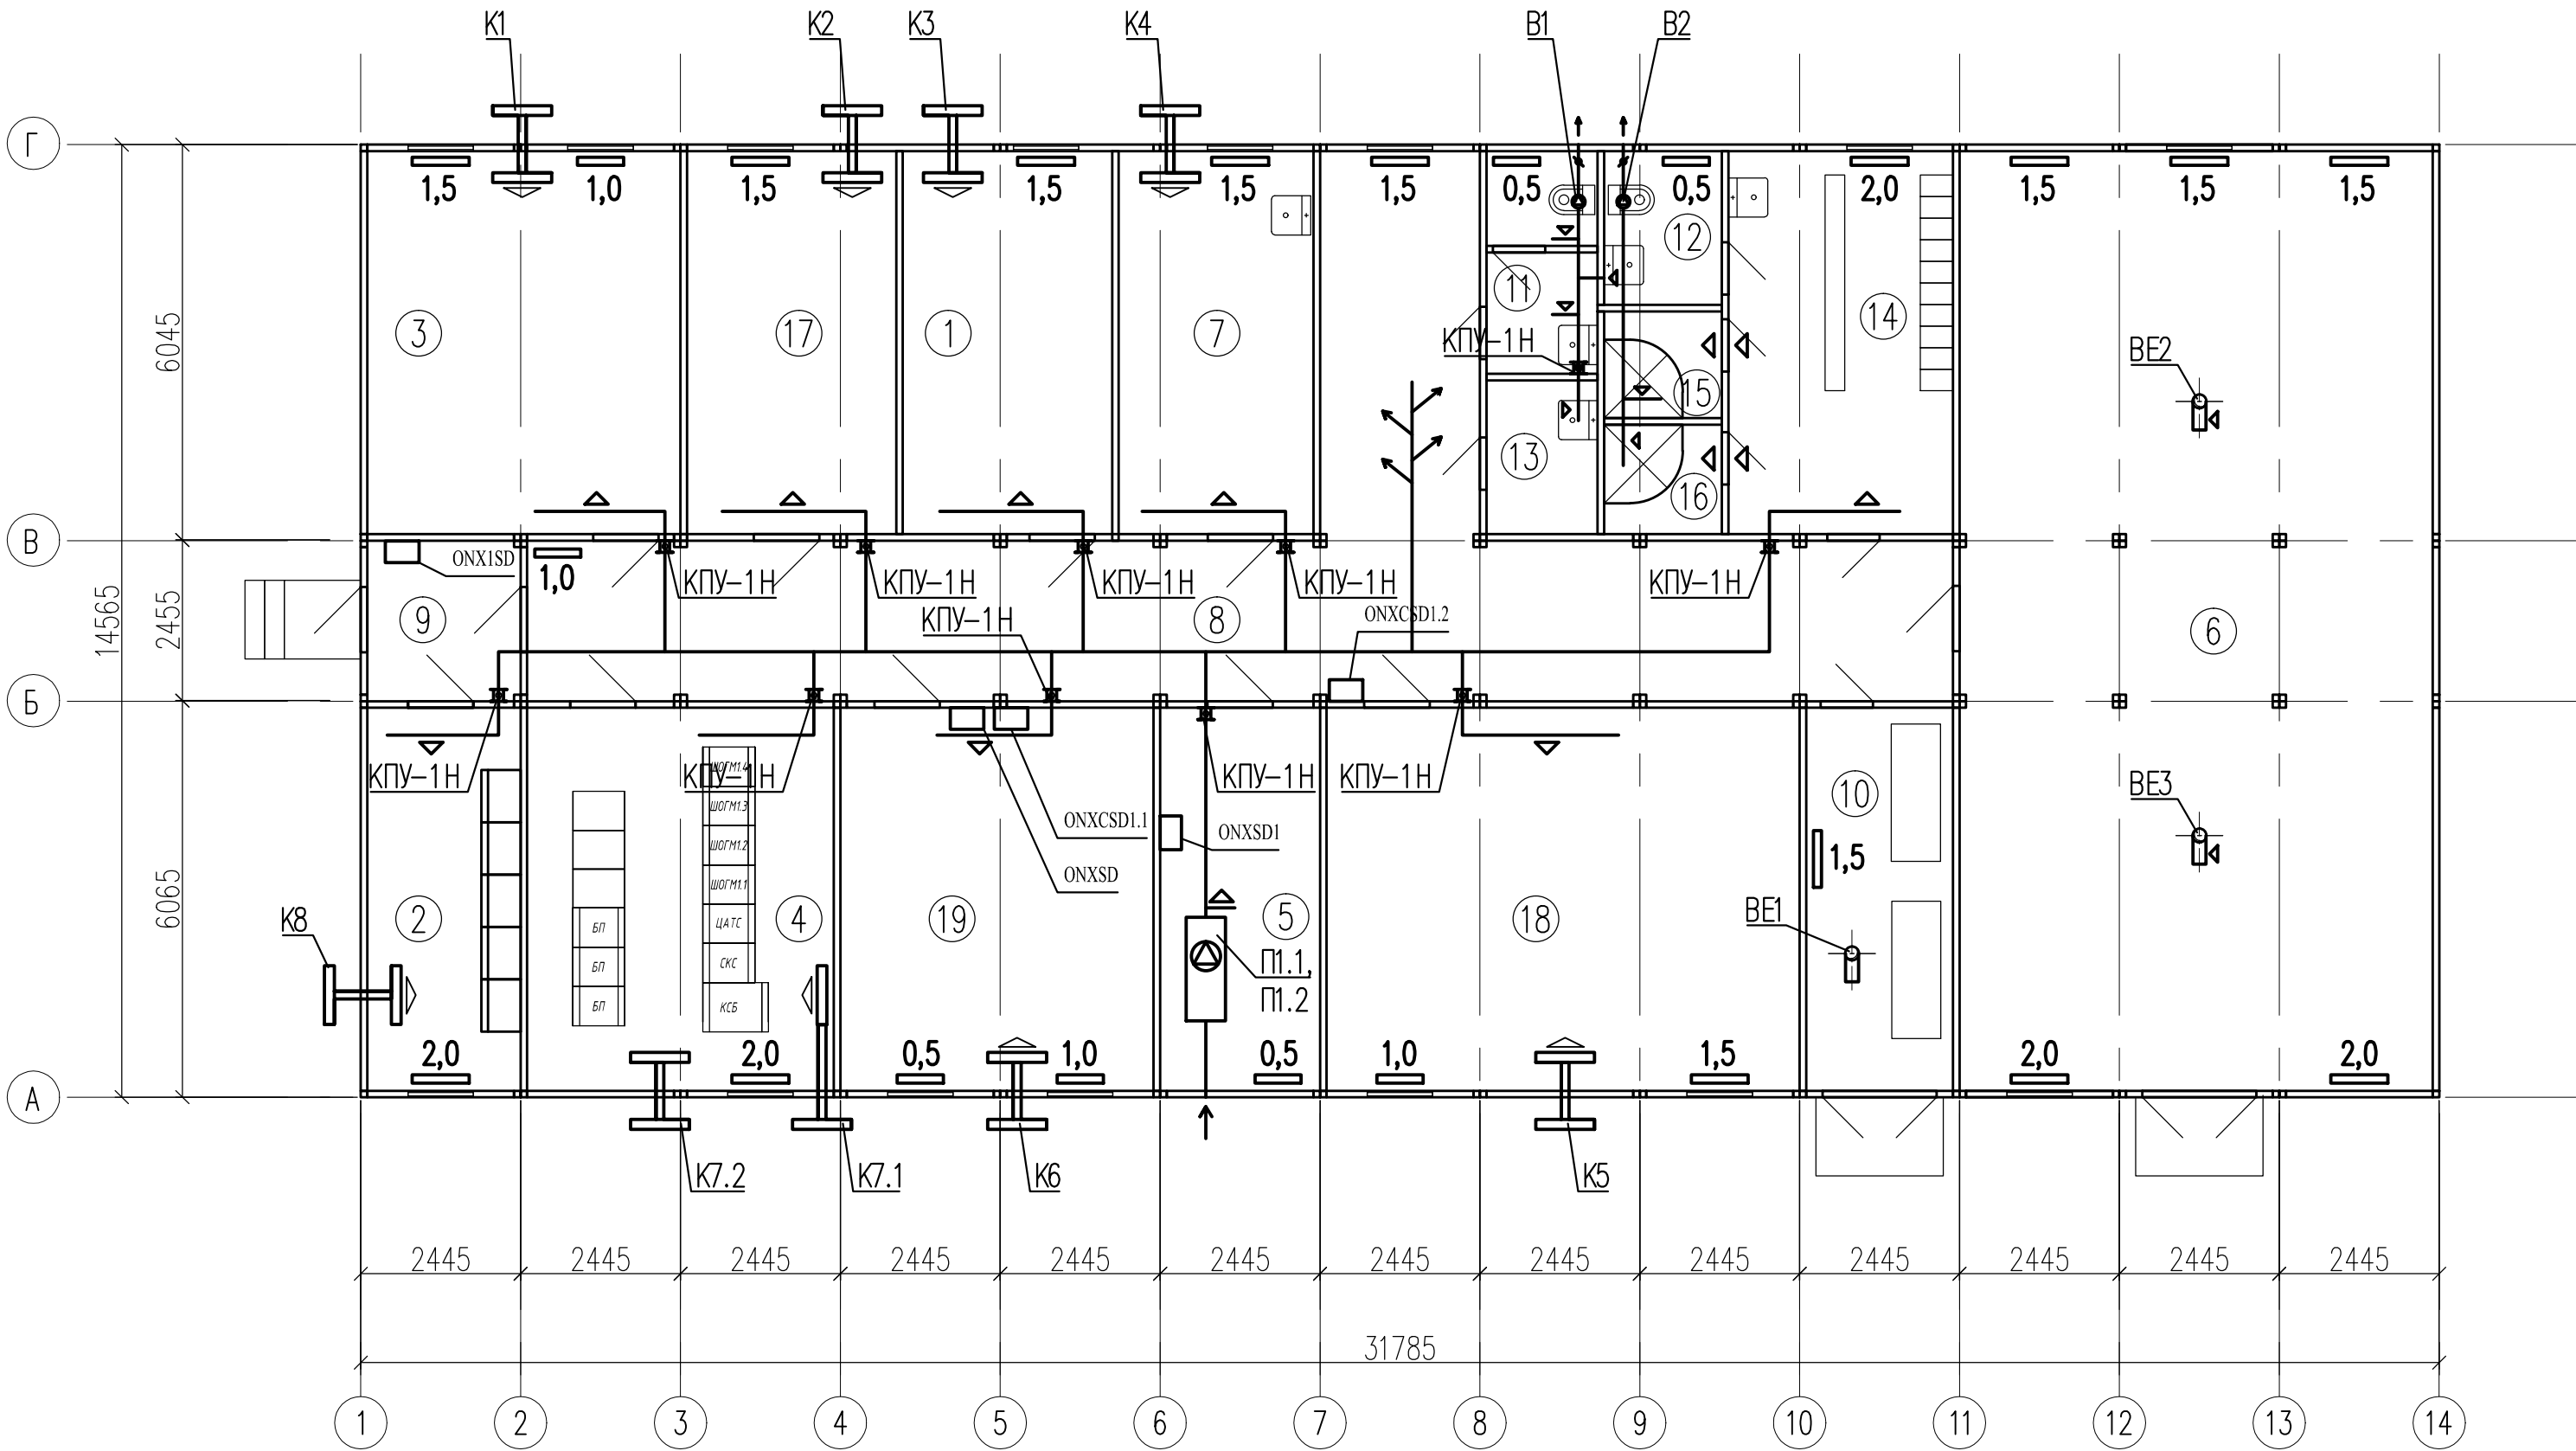 К1
К2
К3
К4
В1
В2
Г
1,5
1,0
1,5
1,5
1,5
1,5
0,5
0,5
2,0
1,5
1,5
1,5
12
11
3
17
1
7
14
КПУ-1Н
ВЕ2
15
13
16
6045
В
ONX1SD
1,0
КПУ-1Н
КПУ-1Н
КПУ-1Н
КПУ-1Н
КПУ-1Н
14565
2455
9
КПУ-1Н
8
ONXCSD1.2
6
Б
КПУ-1Н
КПУ-1Н
КПУ-1Н
КПУ-1Н
ШОГМ1.4
ШОГМ1.3
ШОГМ1.2
ШОГМ1.1
ЦАТС
СКС
КСБ
БП
БП
БП
ONXCSD1.1
ONXSD1
ONXSD
10
ВЕ3
1,5
6065
К8
2
4
19
5
18
ВЕ1
П1.1,
П1.2
2,0
2,0
0,5
1,0
0,5
1,0
1,5
2,0
2,0
А
К7.2
К7.1
К6
К5
2445
2445
2445
2445
2445
2445
2445
2445
2445
2445
2445
2445
2445
31785
1
2
3
4
5
6
7
8
9
10
11
12
13
14